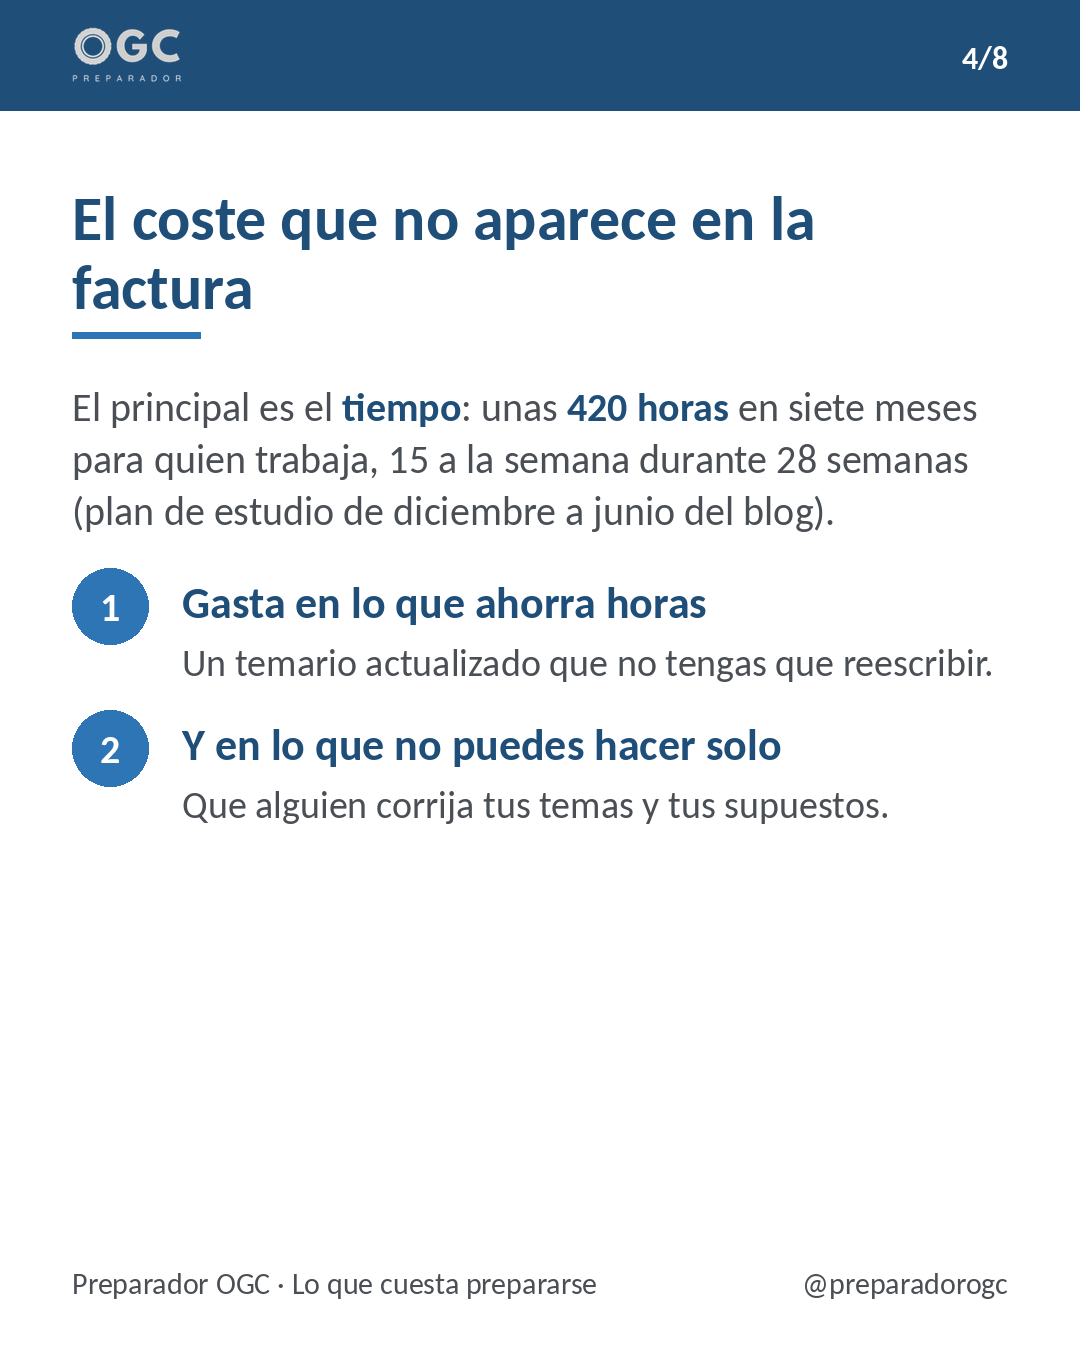 OGC
PREPARADOR
4/8
El coste que no aparece en la
factura
El principal es el tiempo: unas 420 horas en siete meses
para quien trabaja, 15 a la semana durante 28 semanas
(plan de estudio de diciembre a junio del blog).
1
Gasta en lo que ahorra horas
Un temario actualizado que no tengas que reescribir.
2
Y en lo que no puedes hacer solo
Que alguien corrija tus temas y tus supuestos.
Preparador OGC · Lo que cuesta prepararse
@preparadorogc